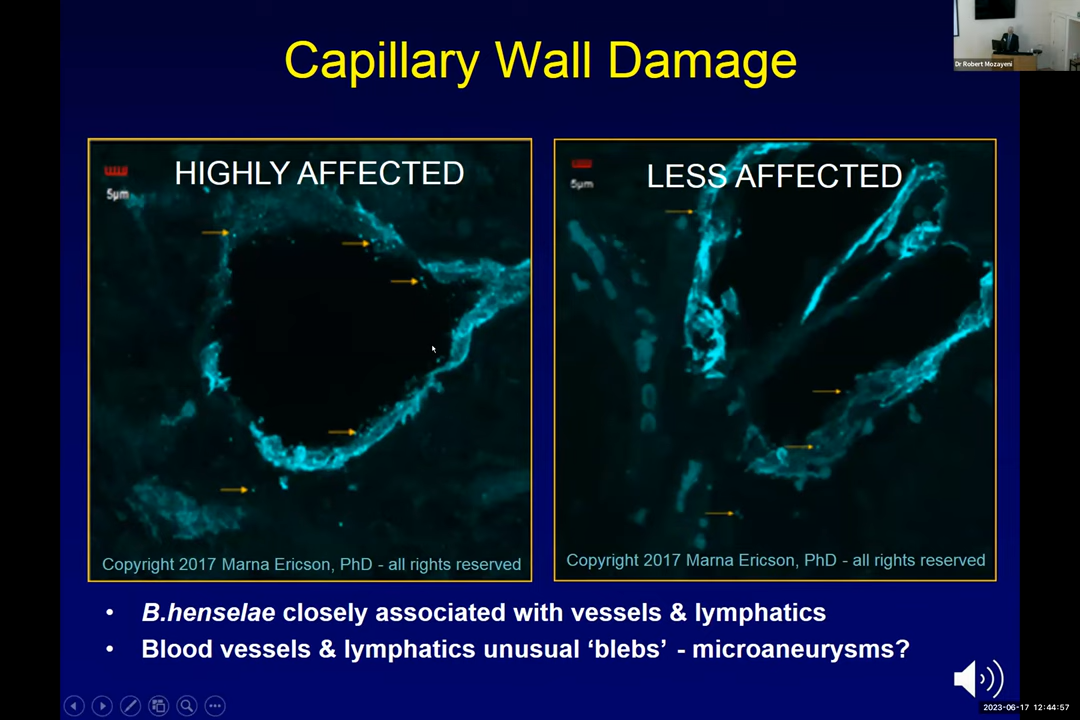 Capillary Wall Damage
Dr Robert Mozayeni
HIGHLY AFFECTED
5µm
Copyright 2017 Marna Ericson, PhD - all rights reserved
LESS AFFECTED
5µm
Copyright 2017 Marna Ericson, PhD - all rights reserved
• B.henselae closely associated with vessels & lymphatics
• Blood vessels & lymphatics unusual ‘blebs’ - microaneurysms?
2023-06-17 12:44:57